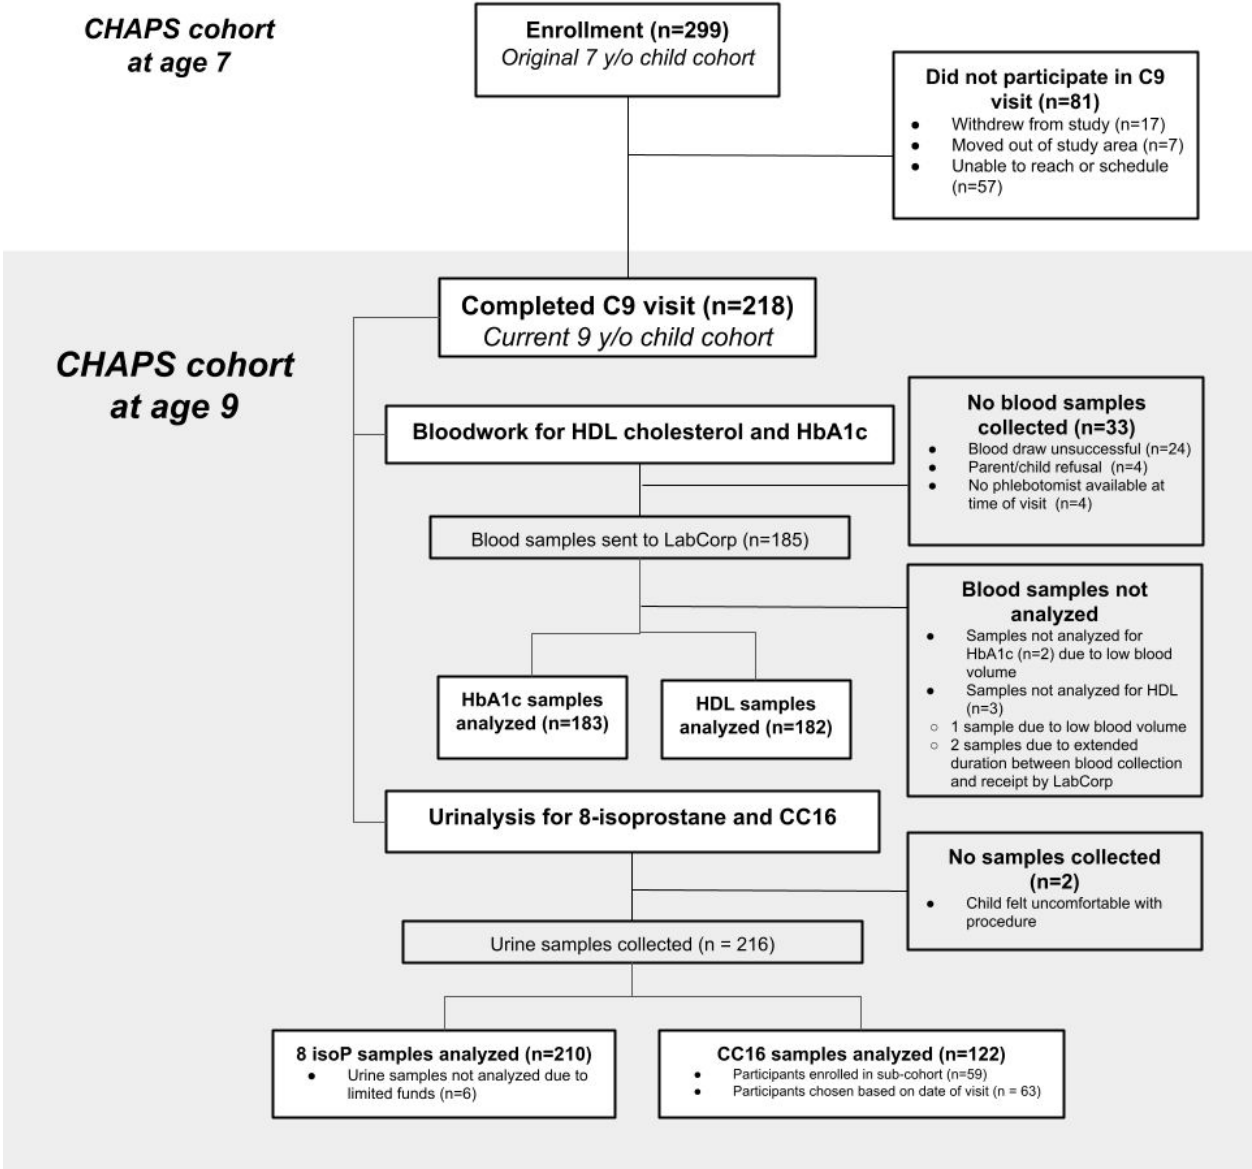 CHAPS cohort
at age 7
Enrollment (n=299)
Original 7 y/o child cohort
Did not participate in C9
visit (n=81)
● Withdrew from study (n=17)
● Moved out of study area (n=7)
● Unable to reach or schedule
(n=57)
CHAPS cohort
at age 9
Completed C9 visit (n=218)
Current 9 y/o child cohort
Bloodwork for HDL cholesterol and HbA1c
No blood samples
collected (n=33)
● Blood draw unsuccessful (n=24)
● Parent/child refusal (n=4)
● No phlebotomist available at
time of visit (n=4)
Blood samples sent to LabCorp (n=185)
Blood samples not
analyzed
● Samples not analyzed for
HbA1c (n=2) due to low blood
volume
● Samples not analyzed for HDL
(n=3)
○ 1 sample due to low blood volume
○ 2 samples due to extended
duration between blood collection
and receipt by LabCorp
HbA1c samples
analyzed (n=183)
HDL samples
analyzed (n=182)
Urinalysis for 8-isoprostane and CC16
No samples collected
(n=2)
● Child felt uncomfortable with
procedure
Urine samples collected (n = 216)
8 isoP samples analyzed (n=210)
● Urine samples not analyzed due to
limited funds (n=6)
CC16 samples analyzed (n=122)
● Participants enrolled in sub-cohort (n=59)
● Participants chosen based on date of visit (n = 63)